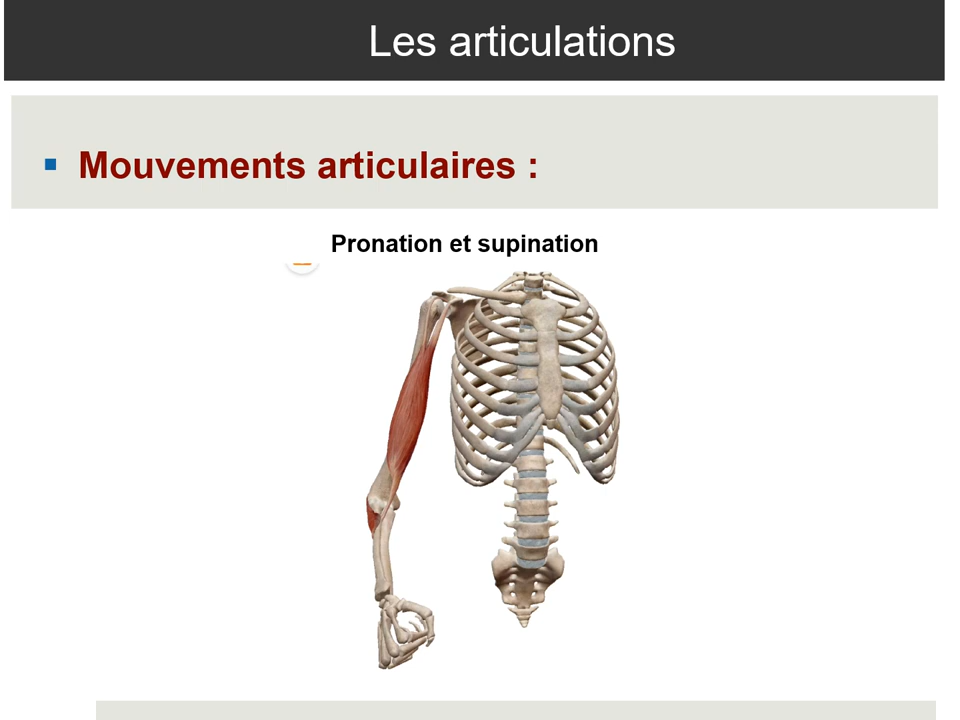 Les articulations
Mouvements articulaires :
Pronation et supination